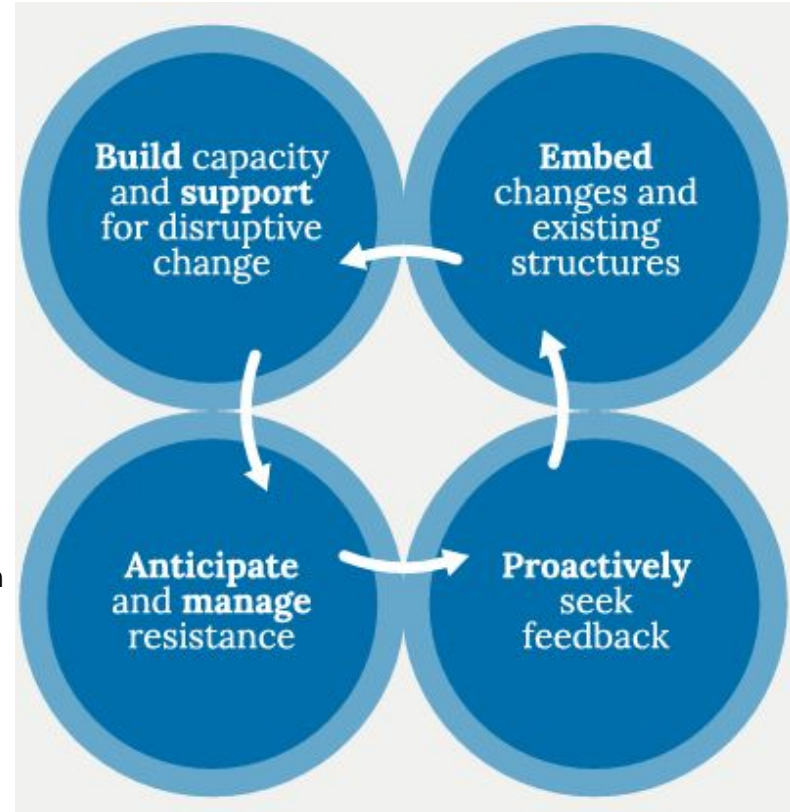 Build capacity
and support
for disruptive
change
Embed
changes and
existing
structures
Anticipate
and manage
resistance
Proactively
seek
feedback